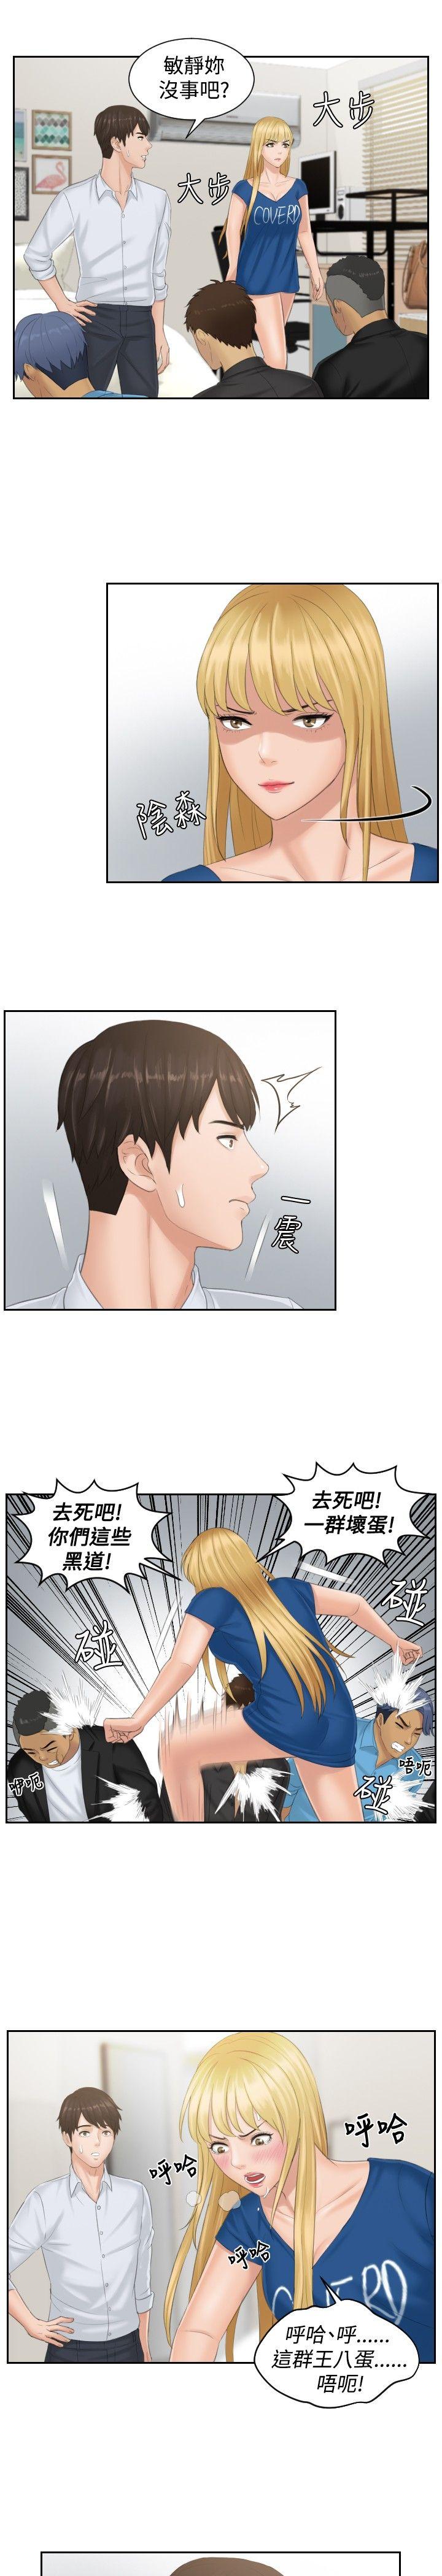 敏靜妳
沒事吧?
大步
大步
COVERD
陰森
一震
去死吧!
一群壞蛋!
去死吧!
你們這些
黑道!
碰
碰
呼呃
唔呃
碰
呼哈
呼哈
呼哈
COVERD
呼哈、呼......
這群王八蛋......
唔呃!